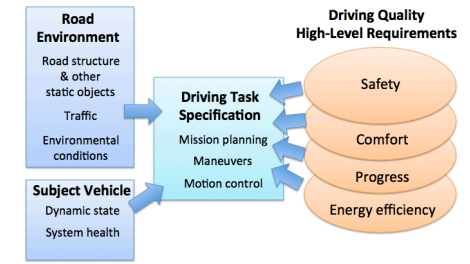 Road
Environment
Road structure
& other
static objects
Traffic
Environmental
conditions
Subject Vehicle
Dynamic state
System health
Driving Task
Specification
Mission planning
Maneuvers
Motion control
Driving Quality
High-Level Requirements
Safety
Comfort
Progress
Energy efficiency